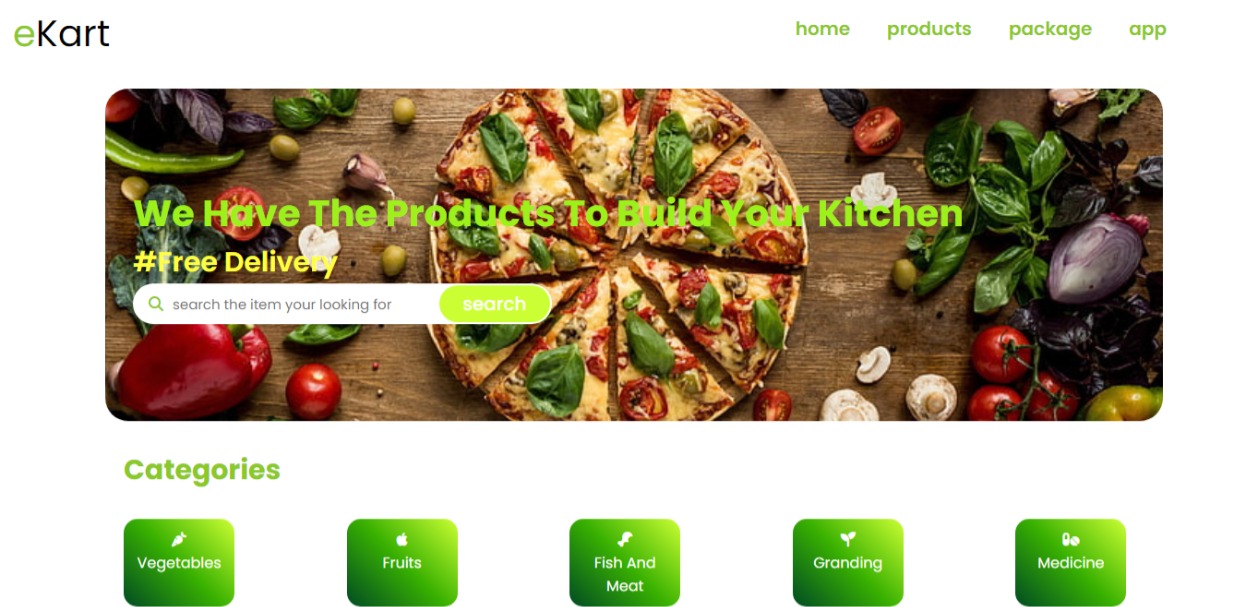 eKart
home products package app
We Have The Products To Build Your Kitchen
#Free Delivery
search the item your looking for search
Categories
Vegetables Fruits Fish And Granding Medicine
Meat